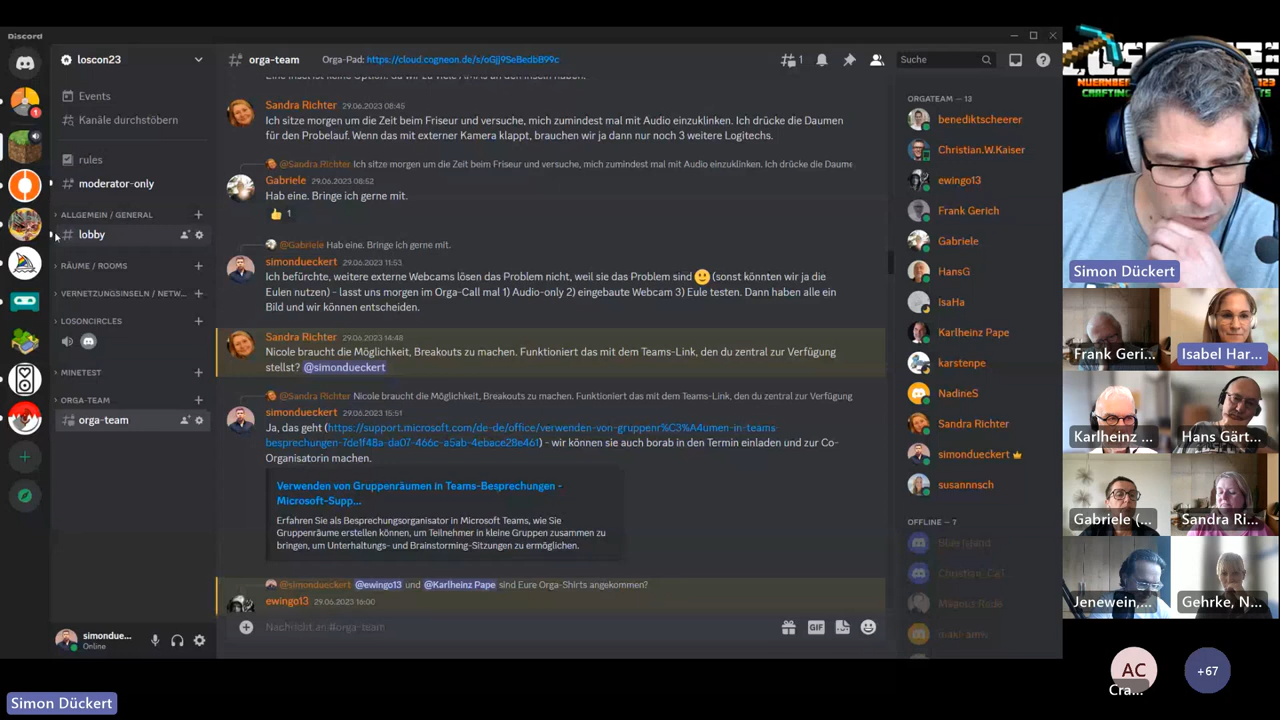 Discord
loscon23
Events
Kanäle durchstöbern
rules
moderator-only
ALLGEMEIN / GENERAL
lobby
RÄUME / ROOMS
VERNETZUNGSINSELN / NETW...
LOSONCIRCLES
MINETEST
ORGA-TEAM
orga-team
simondue...
Online
orga-team
Orga-Pad: https://cloud.cogneon.de/s/oGjj9SeBedbB99c
1
Suche
Sandra Richter 29.06.2023 08:45
Ich sitze morgen um die Zeit beim Friseur und versuche, mich zumindest mal mit Audio einzuklinken. Ich drücke die Daumen
für den Probelauf. Wenn das mit externer Kamera klappt, brauchen wir ja dann nur noch 3 weitere Logitechs.
@Sandra Richter Ich sitze morgen um die Zeit beim Friseur und versuche, mich zumindest mal mit Audio einzuklinken. Ich drücke die Daume
Gabriele 29.06.2023 08:52
Hab eine. Bringe ich gerne mit.
1
@Gabriele Hab eine. Bringe ich gerne mit.
simondueckert 29.06.2023 11:53
Ich befürchte, weitere externe Webcams lösen das Problem nicht, weil sie das Problem sind (sonst könnten wir ja die
Eulen nutzen) - lasst uns morgen im Orga-Call mal 1) Audio-only 2) eingebaute Webcam 3) Eule testen. Dann haben alle ein
Bild und wir können entscheiden.
Sandra Richter 29.06.2023 14:48
Nicole braucht die Möglichkeit, Breakouts zu machen. Funktioniert das mit dem Teams-Link, den du zentral zur Verfügung
stellst? @simondueckert
@Sandra Richter Nicole braucht die Möglichkeit, Breakouts zu machen. Funktioniert das mit dem Teams-Link, den du zentral zur Verfügung
simondueckert 29.06.2023 15:51
Ja, das geht (https://support.microsoft.com/de-de/office/verwenden-von-gruppenr%C3%A4umen-in-teams-
besprechungen-7de1f48a-da07-466c-a5ab-4ebace28e461) - wir können sie auch borab in den Termin einladen und zur Co-
Organisatorin machen.
Verwenden von Gruppenräumen in Teams-Besprechungen -
Microsoft-Supp...
Erfahren Sie als Besprechungsorganisator in Microsoft Teams, wie Sie
Gruppenräume erstellen können, um Teilnehmer in kleine Gruppen zusammen zu
bringen, um Unterhaltungs- und Brainstorming-Sitzungen zu ermöglichen.
@simondueckert @ewingo13 und @Karlheinz Pape sind Eure Orga-Shirts angekommen?
ewingo13 29.06.2023 16:00
Nachricht an #orga-team
GIF
ORGATEAM — 13
benediktscheerer
Christian.W.Kaiser
ewingo13
Frank Gerich
Gabriele
HansG
IsaHa
Karlheinz Pape
karstenpe
NadineS
Sandra Richter
simondueckert
susannnsch
OFFLINE — 7
Simon Dückert
Frank Geri...
Isabel Har...
Karlheinz ...
Hans Gärt...
Gabriele (...
Sandra Ri...
Jenewein,...
Gehrke, N...
AC
Cra...
+67
Simon Dückert